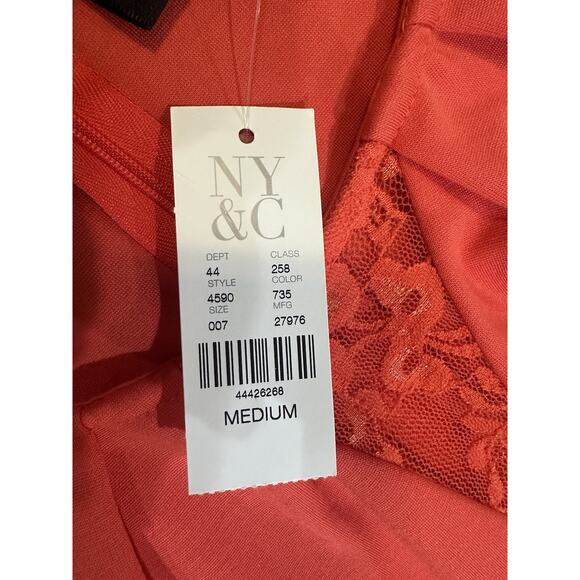 NY
&C
DEPT CLASS
44 258
STYLE COLOR
4590 735
SIZE MFG
007 27976
44426268
MEDIUM